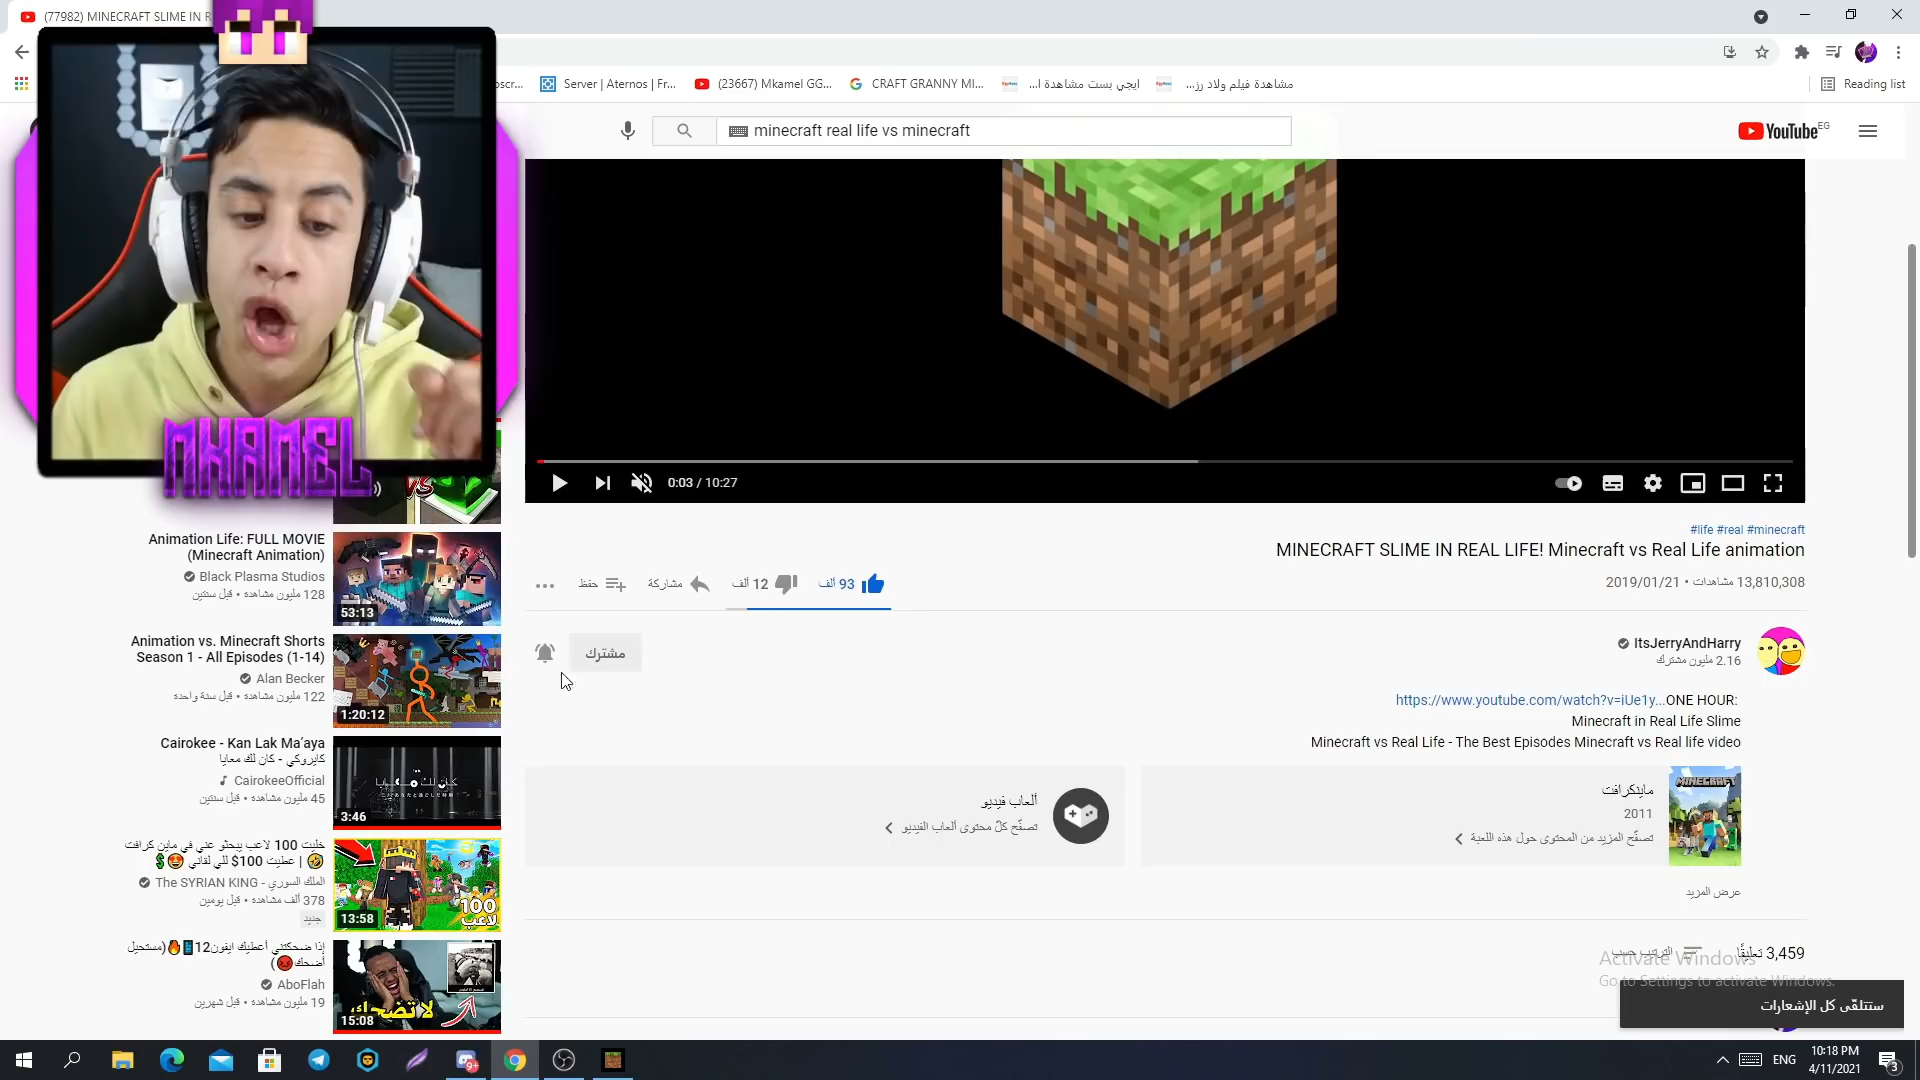 (77982) MINECRAFT SLIME IN R
Server | Aternos | Fr...
(23667) Mkamel GG...
CRAFT GRANNY MI...
ايجي بست مشاهدة ا...
مشاهدة فيلم ولاد رز...
Reading list
minecraft real life vs minecraft
YouTube EG
MKAMEL
VS
0:03 / 10:27
#life #real #minecraft
MINECRAFT SLIME IN REAL LIFE! Minecraft vs Real Life animation
13,810,308 مشاهدات • 2019/01/21
93 ألف
12 ألف
مشاركة
حفظ
ItsJerryAndHarry
2.16 مليون مشترك
مشترك
https://www.youtube.com/watch?v=iUe1y...ONE HOUR:
Minecraft in Real Life Slime
Minecraft vs Real Life - The Best Episodes Minecraft vs Real life video
MINECRAFT
ماينكرافت
2011
تصفّح المزيد من المحتوى حول هذه اللعبة
ألعاب فيديو
تصفّح كلّ محتوى ألعاب الفيديو
عرض المزيد
3,459 تعليقًا
الترتيب حسب
Activate Windows
Go to Settings to activate Windows.
ستتلقّى كل الإشعارات
Animation Life: FULL MOVIE
(Minecraft Animation)
Black Plasma Studios
128 مليون مشاهدة • قبل سنتين
53:13
Animation vs. Minecraft Shorts
Season 1 - All Episodes (1-14)
Alan Becker
122 مليون مشاهدة • قبل سنة واحدة
1:20:12
Cairokee - Kan Lak Ma'aya
كايروكي - كان لك معايا
CairokeeOfficial
45 مليون مشاهدة • قبل سنتين
3:46
خليت 100 لاعب يبحثو عني في ماين كرافت
| عطيت 100$ للي لقاني
The SYRIAN KING - الملك السوري
378 ألف مشاهدة • قبل يومين
جديد
100
لاعب
13:58
إذا ضحكتني أعطيك ايفون12(مستحيل
أضحك)
AboFlah
19 مليون مشاهدة • قبل شهرين
لاتضحك
15:08
9+
ENG
10:18 PM
4/11/2021
3